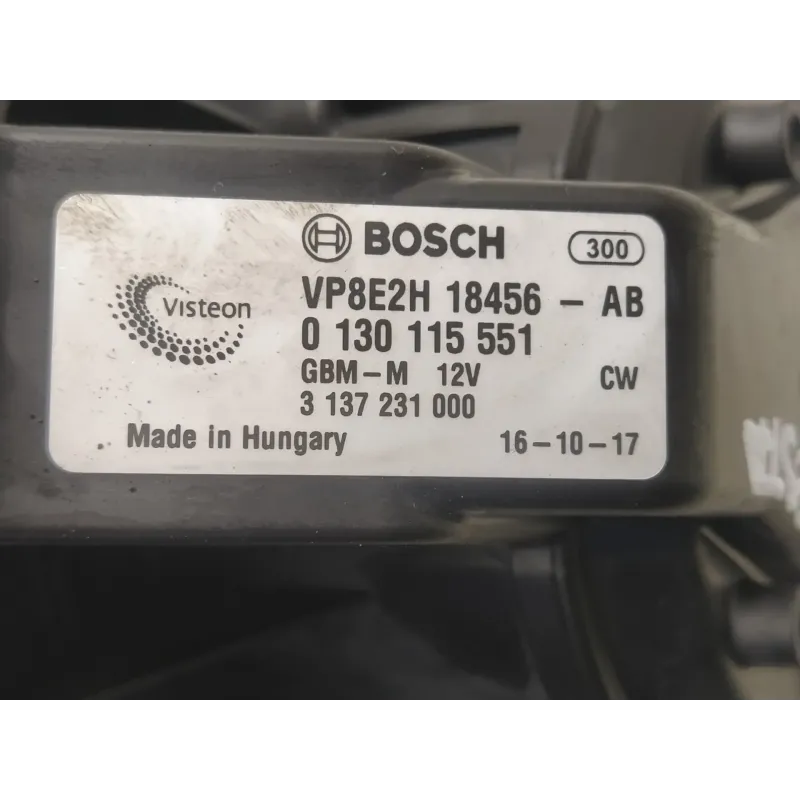 BOSCH 300
Visteon
VP8E2H 18456 - AB
0 130 115 551
GBM-M 12V CW
3 137 231 000
Made in Hungary 16-10-17